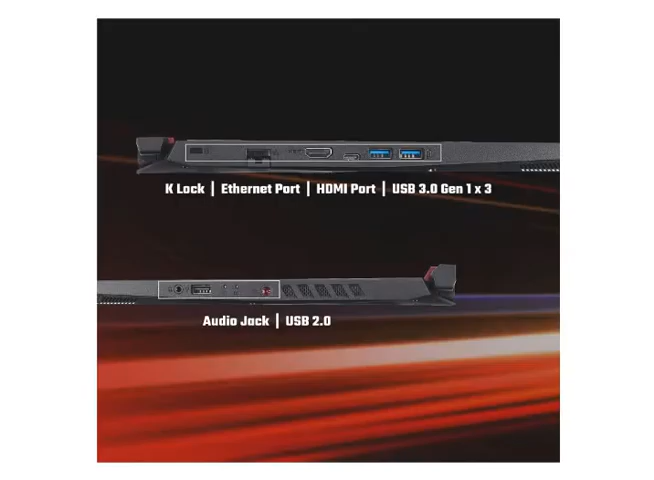 K Lock | Ethernet Port | HDMI Port | USB 3.0 Gen 1 x 3
Audio Jack | USB 2.0